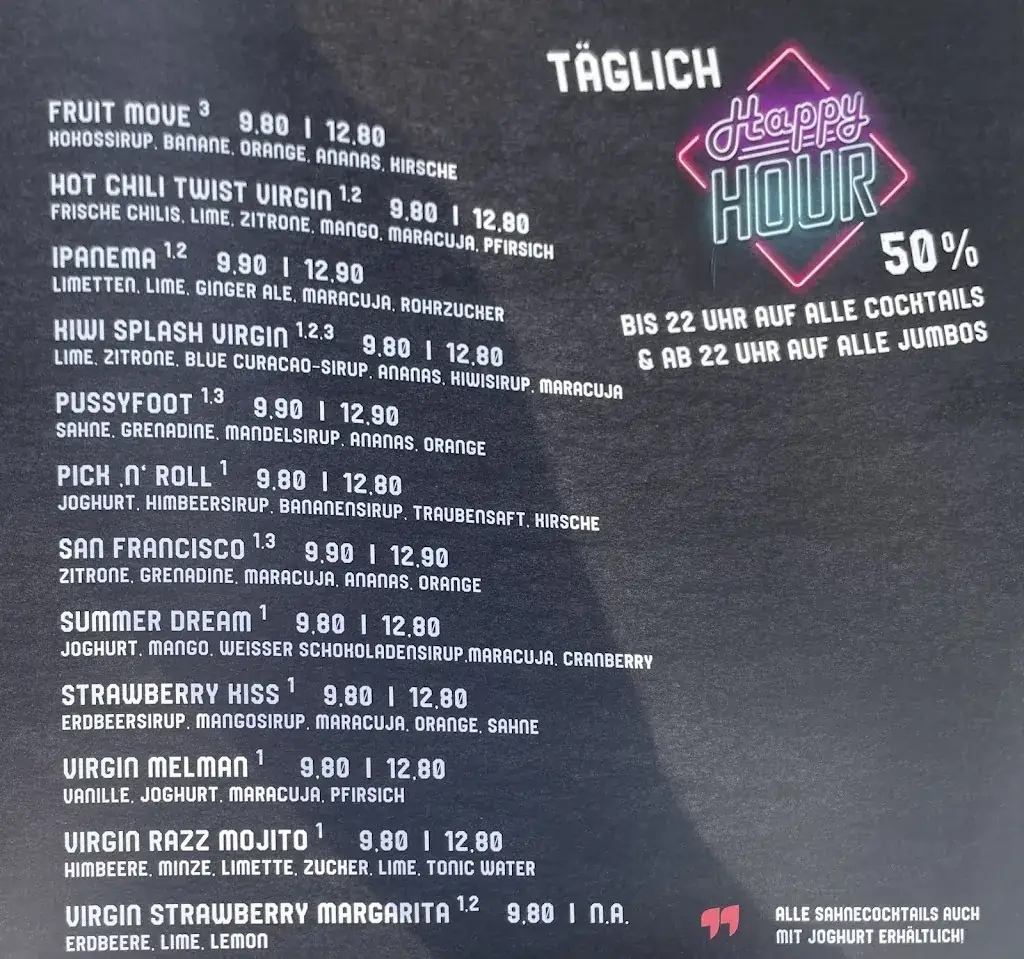 FRUIT MOVE 3 9,80 | 12,80
KOKOSSIRUP, BANANE, ORANGE, ANANAS, KIRSCHE
HOT CHILI TWIST VIRGIN 1,2 9,80 | 12,80
FRISCHE CHILIS, LIME, ZITRONE, MANGO, MARACUJA, PFIRSICH
IPANEMA 1,2 9,90 | 12,90
LIMETTEN, LIME, GINGER ALE, MARACUJA, ROHRZUCKER
KIWI SPLASH VIRGIN 1,2,3 9,80 | 12,80
LIME, ZITRONE, BLUE CURACAO-SIRUP, ANANAS, KIWISIRUP, MARACUJA
PUSSYFOOT 1,3 9,90 | 12,90
SAHNE, GRENADINE, MANDELSIRUP, ANANAS, ORANGE
PICK ‚N‘ ROLL 1 9,80 | 12,80
JOGHURT, HIMBEERSIRUP, BANANENSIRUP, TRAUBENSAFT, KIRSCHE
SAN FRANCISCO 1,3 9,90 | 12,90
ZITRONE, GRENADINE, MARACUJA, ANANAS, ORANGE
SUMMER DREAM 1 9,80 | 12,80
JOGHURT, MANGO, WEISSER SCHOKOLADENSIRUP,MARACUJA, CRANBERRY
STRAWBERRY KISS 1 9,80 | 12,80
ERDBEERSIRUP, MANGOSIRUP, MARACUJA, ORANGE, SAHNE
VIRGIN MELMAN 1 9,80 | 12,80
VANILLE, JOGHURT, MARACUJA, PFIRSICH
VIRGIN RAZZ MOJITO 1 9,80 | 12,80
HIMBEERE, MINZE, LIMETTE, ZUCKER, LIME, TONIC WATER
VIRGIN STRAWBERRY MARGARITA 1,2 9,80 | N.A.
ERDBEERE, LIME, LEMON
TÄGLICH
Happy
HOUR
50%
BIS 22 UHR AUF ALLE COCKTAILS
& AB 22 UHR AUF ALLE JUMBOS
ALLE SAHNECOCKTAILS AUCH
MIT JOGHURT ERHÄLTLICH!